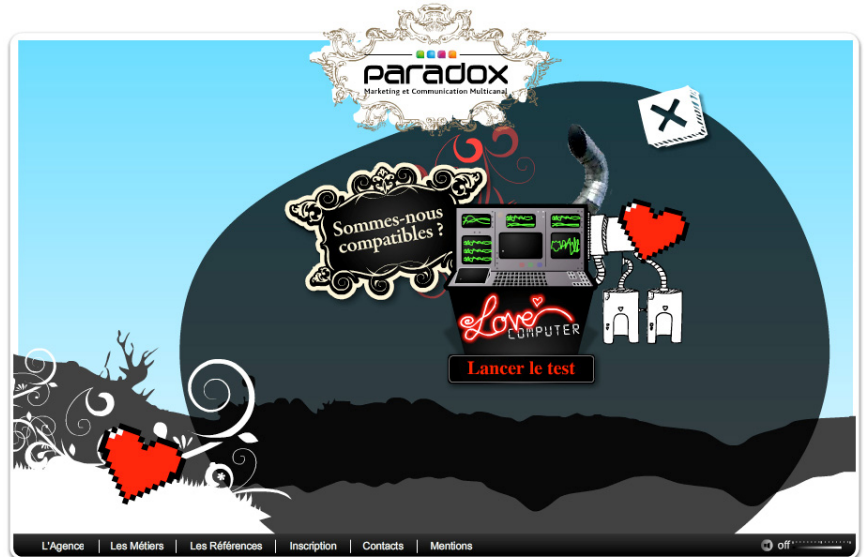 paradox
Marketing et Communication Multicanal
X
Sommes-nous
compatibles ?
Love
COMPUTER
Lancer le test
L'Agence | Les Métiers | Les Références | Inscription | Contacts | Mentions
off